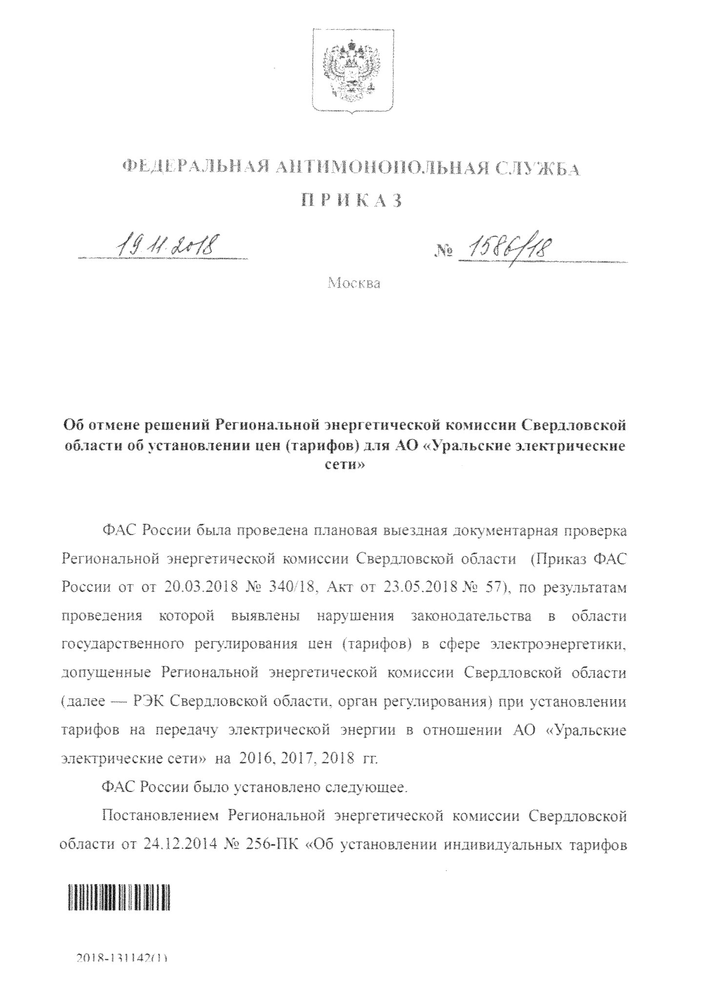 ФЕДЕРАЛЬНАЯ АНТИМОНОПОЛЬНАЯ СЛУЖБА
П Р И К А З
19.11.2018
№ 1586/18
Москва
Об отмене решений Региональной энергетической комиссии Свердловской
области об установлении цен (тарифов) для АО «Уральские электрические
сети»
ФАС России была проведена плановая выездная документарная проверка
Региональной энергетической комиссии Свердловской области (Приказ ФАС
России от от 20.03.2018 № 340/18, Акт от 23.05.2018 № 57), по результатам
проведения которой выявлены нарушения законодательства в области
государственного регулирования цен (тарифов) в сфере электроэнергетики,
допущенные Региональной энергетической комиссии Свердловской области
(далее — РЭК Свердловской области, орган регулирования) при установлении
тарифов на передачу электрической энергии в отношении АО «Уральские
электрические сети» на 2016, 2017, 2018 гг.
ФАС России было установлено следующее.
Постановлением Региональной энергетической комиссии Свердловской
области от 24.12.2014 № 256-ПК «Об установлении индивидуальных тарифов
2018-131142(1)